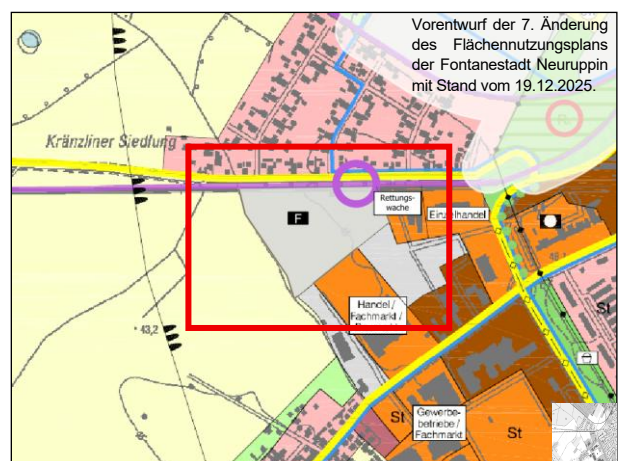 Vorentwurf der 7. Änderung
des Flächennutzungsplans
der Fontanestadt Neuruppin
mit Stand vom 19.12.2025.
Kränzliner Siedlung
R
Rettungs-
wache
Einzelhandel
F
Handel /
Fachmarkt /
43,2
St
St
Gewerbe-
betriebe /
Fachmarkt
St